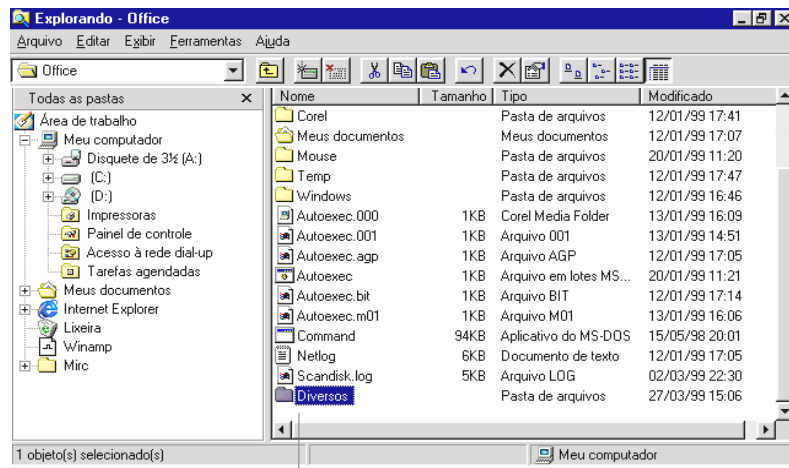 Explorando - Office
Arquivo Editar Exibir Ferramentas Ajuda
Office
Todas as pastas
Área de trabalho
Meu computador
Disquete de 3½ (A:)
(C:)
(D:)
Impressoras
Painel de controle
Acesso à rede dial-up
Tarefas agendadas
Meus documentos
Internet Explorer
Lixeira
Winamp
Mirc
Nome Tamanho Tipo Modificado
Corel Pasta de arquivos 12/01/99 17:41
Meus documentos Meus documentos 12/01/99 17:07
Mouse Pasta de arquivos 20/01/99 11:20
Temp Pasta de arquivos 12/01/99 17:47
Windows Pasta de arquivos 12/01/99 16:46
Autoexec.000 1KB Corel Media Folder 13/01/99 16:09
Autoexec.001 1KB Arquivo 001 13/01/99 14:51
Autoexec.agp 1KB Arquivo AGP 12/01/99 17:05
Autoexec 1KB Arquivo em lotes MS... 20/01/99 11:21
Autoexec.bit 1KB Arquivo BIT 12/01/99 17:14
Autoexec.m01 1KB Arquivo M01 13/01/99 16:06
Command 94KB Aplicativo do MS-DOS 15/05/98 20:01
Netlog 6KB Documento de texto 12/01/99 17:05
Scandisk.log 5KB Arquivo LOG 02/03/99 22:30
Diversos Pasta de arquivos 27/03/99 15:06
1 objeto(s) selecionado(s)
Meu computador